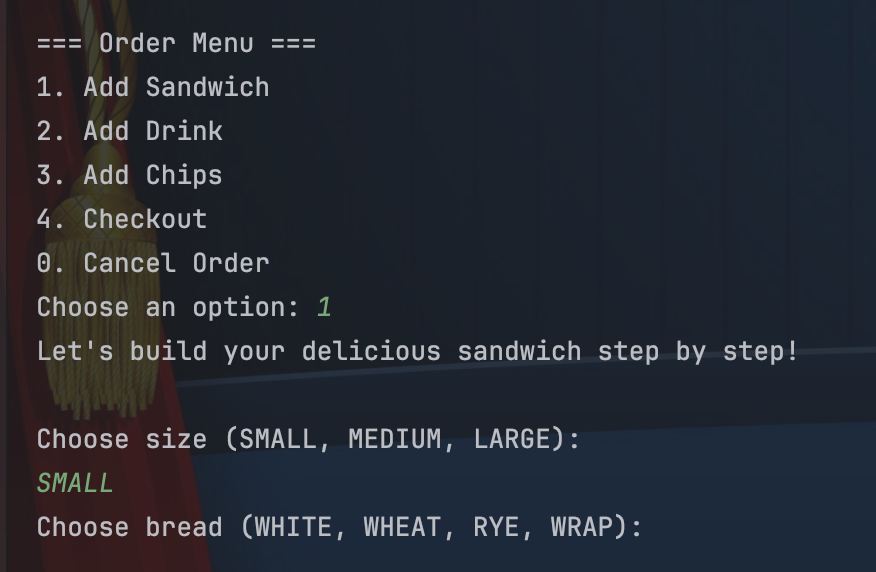 === Order Menu ===
1. Add Sandwich
2. Add Drink
3. Add Chips
4. Checkout
0. Cancel Order
Choose an option: 1
Let's build your delicious sandwich step by step!
Choose size (SMALL, MEDIUM, LARGE):
SMALL
Choose bread (WHITE, WHEAT, RYE, WRAP):